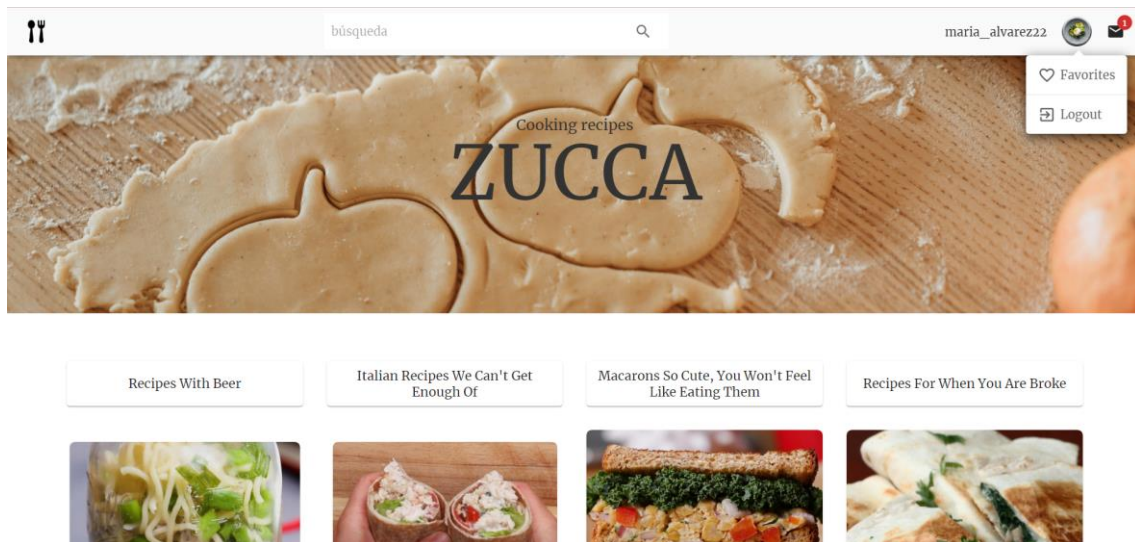 búsqueda
maria_alvarez22
1
Favorites
Logout
Cooking recipes
ZUCCA
Recipes With Beer
Italian Recipes We Can't Get
Enough Of
Macarons So Cute, You Won't Feel
Like Eating Them
Recipes For When You Are Broke